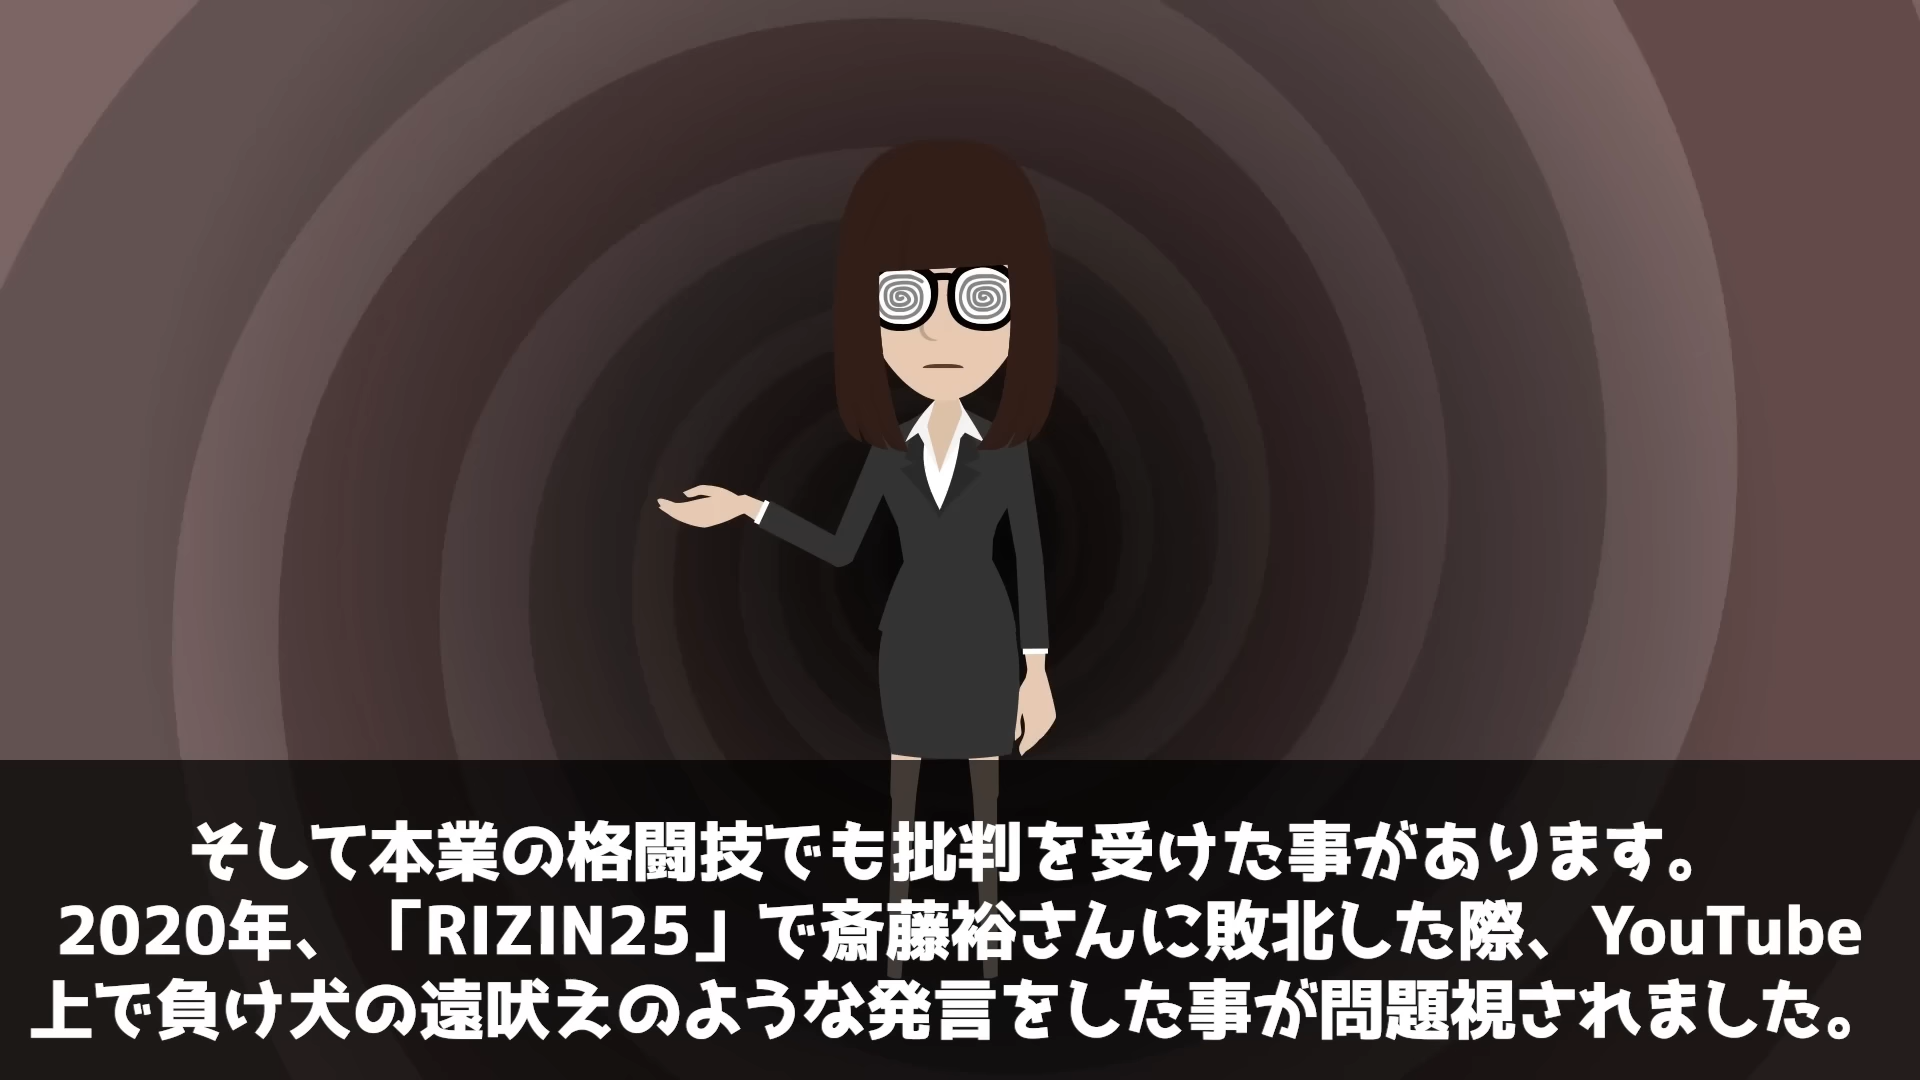 そして本業の格闘技でも批判を受けた事があります。
2020年、「RIZIN25」で斎藤裕さんに敗北した際、YouTube
上で負け犬の遠吠えのような発言をした事が問題視されました。